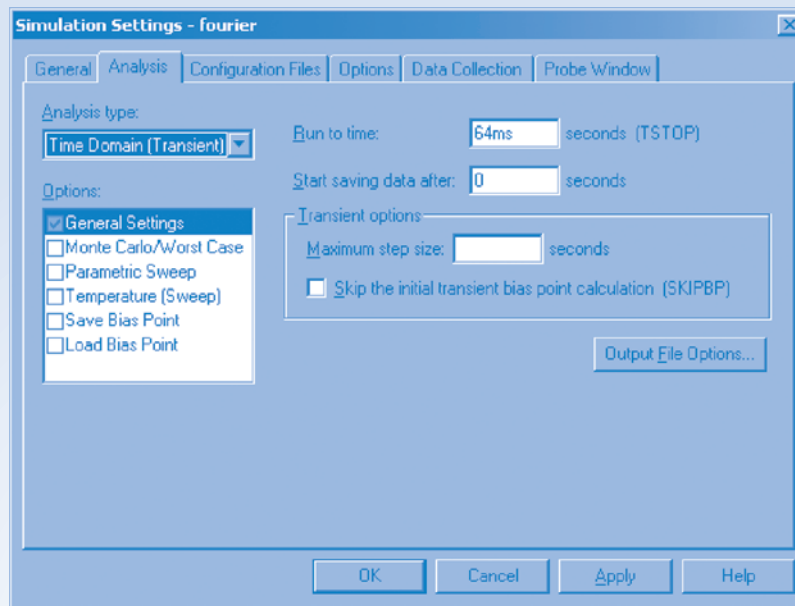 Simulation Settings - fourier
General Analysis Configuration Files Options Data Collection Probe Window
Analysis type:
Time Domain (Transient)
Options:
General Settings
Monte Carlo/Worst Case
Parametric Sweep
Temperature (Sweep)
Save Bias Point
Load Bias Point
Run to time: 64ms seconds (TSTOP)
Start saving data after: 0 seconds
Transient options
Maximum step size: seconds
Skip the initial transient bias point calculation (SKIPBP)
Output File Options...
OK Cancel Apply Help